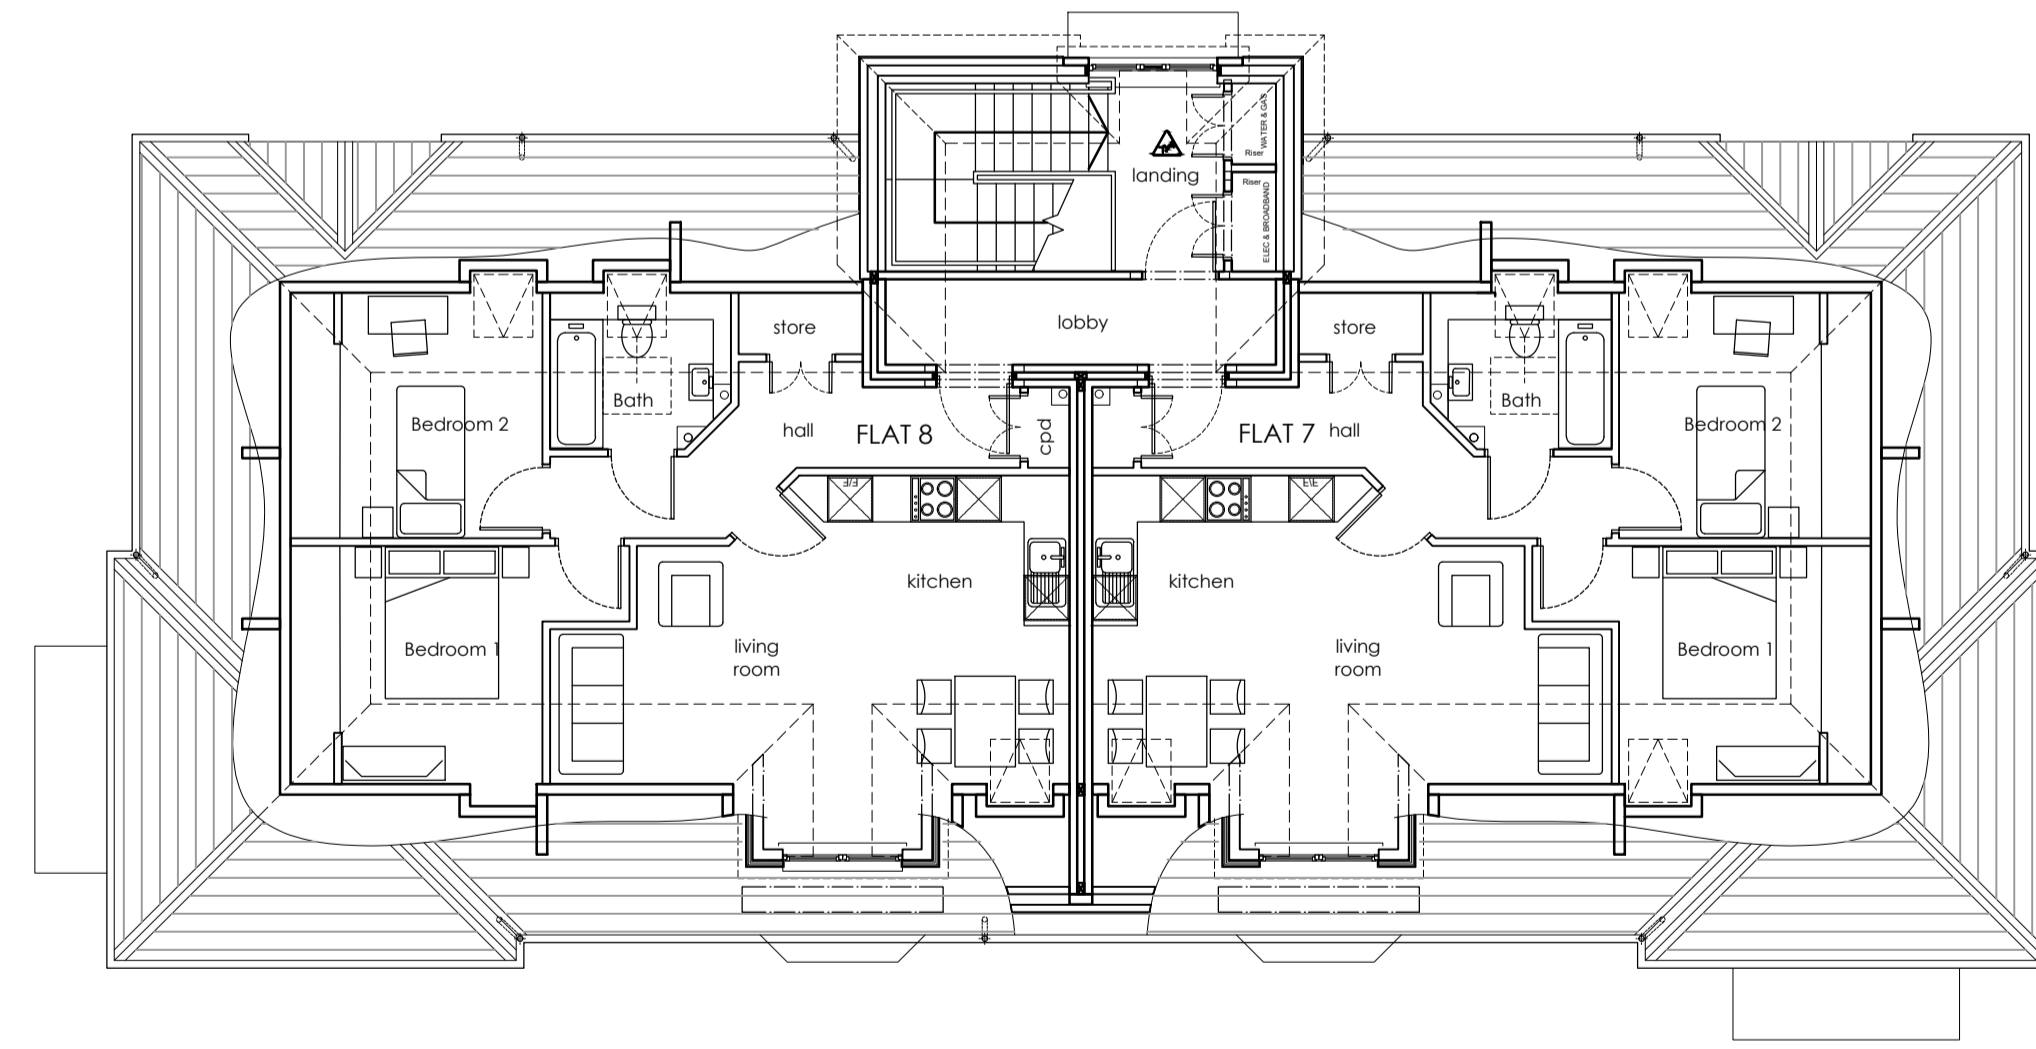 WATER & GAS
Riser
landing
Riser
ELEC & BROADBAND
store
lobby
store
Bedroom 2
Bath
hall
FLAT 8
cpd
FLAT 7
hall
Bath
Bedroom 2
F/F
F/F
kitchen
kitchen
Bedroom 1
living
room
living
room
Bedroom 1